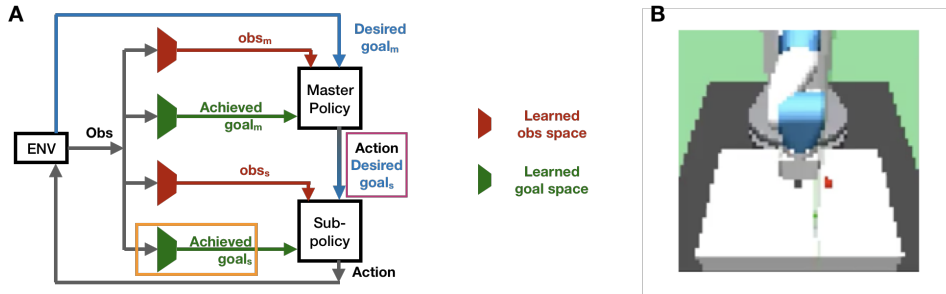 A
B
obsₘ
Desired
goalₘ
Achieved
goalₘ
Master
Policy
Learned
obs space
Obs
ENV
Action
Desired
goalₛ
obsₛ
Learned
goal space
Achieved
goalₛ
Sub-
policy
Action